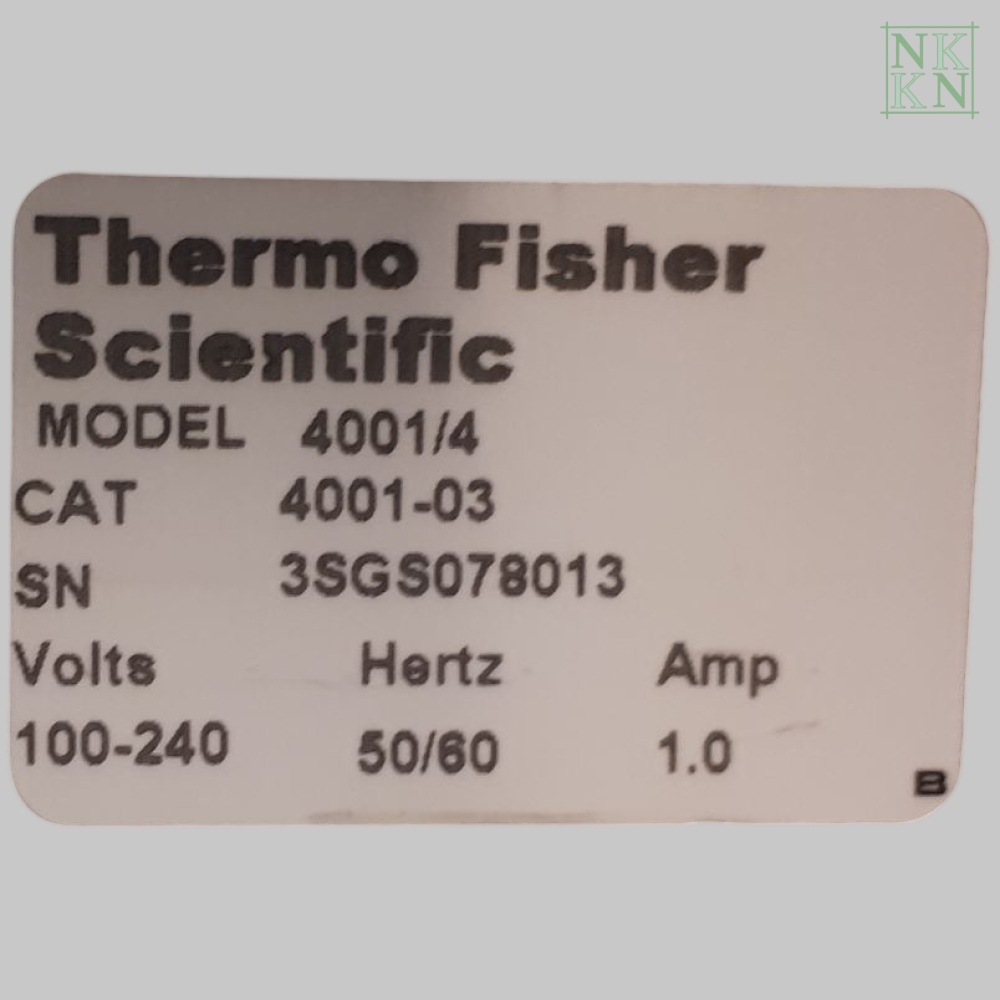 NK
KN
Thermo Fisher
Scientific
MODEL 4001/4
CAT 4001-03
SN 3SGS078013
Volts Hertz Amp
100-240 50/60 1.0
B